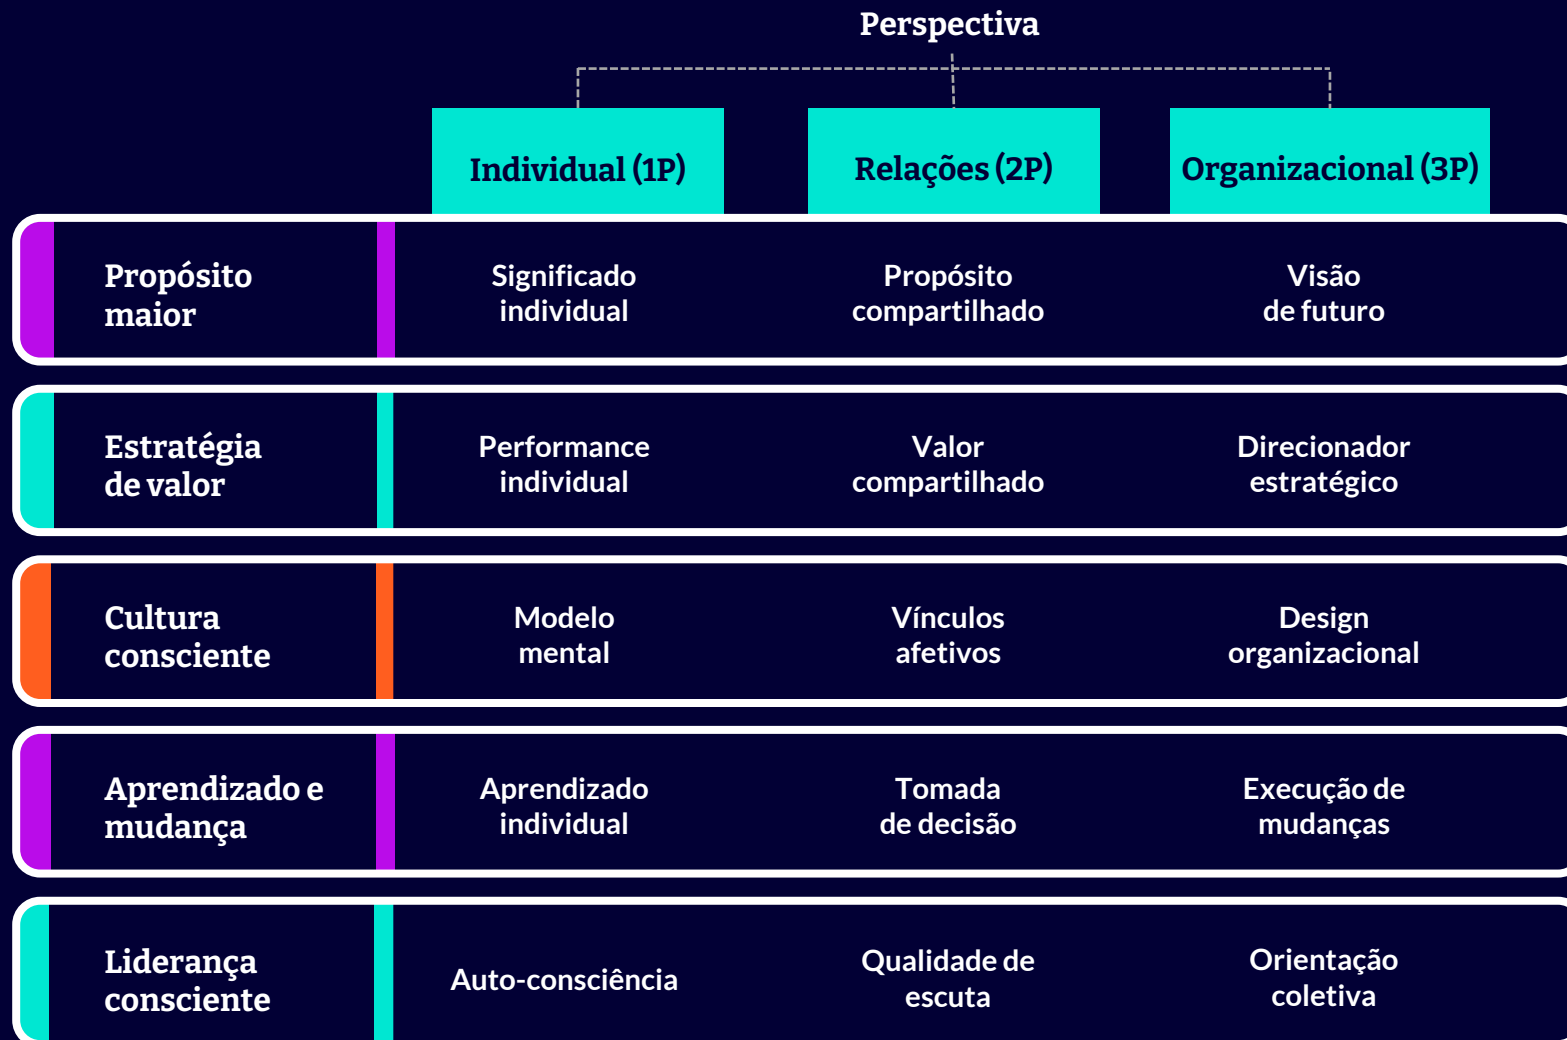 Perspectiva
Individual (1P)
Relações (2P)
Organizacional (3P)
Propósito
maior
Significado
individual
Propósito
compartilhado
Visão
de futuro
Estratégia
de valor
Performance
individual
Valor
compartilhado
Direcionador
estratégico
Cultura
consciente
Modelo
mental
Vínculos
afetivos
Design
organizacional
Aprendizado e
mudança
Aprendizado
individual
Tomada
de decisão
Execução de
mudanças
Liderança
consciente
Auto-consciência
Qualidade de
escuta
Orientação
coletiva